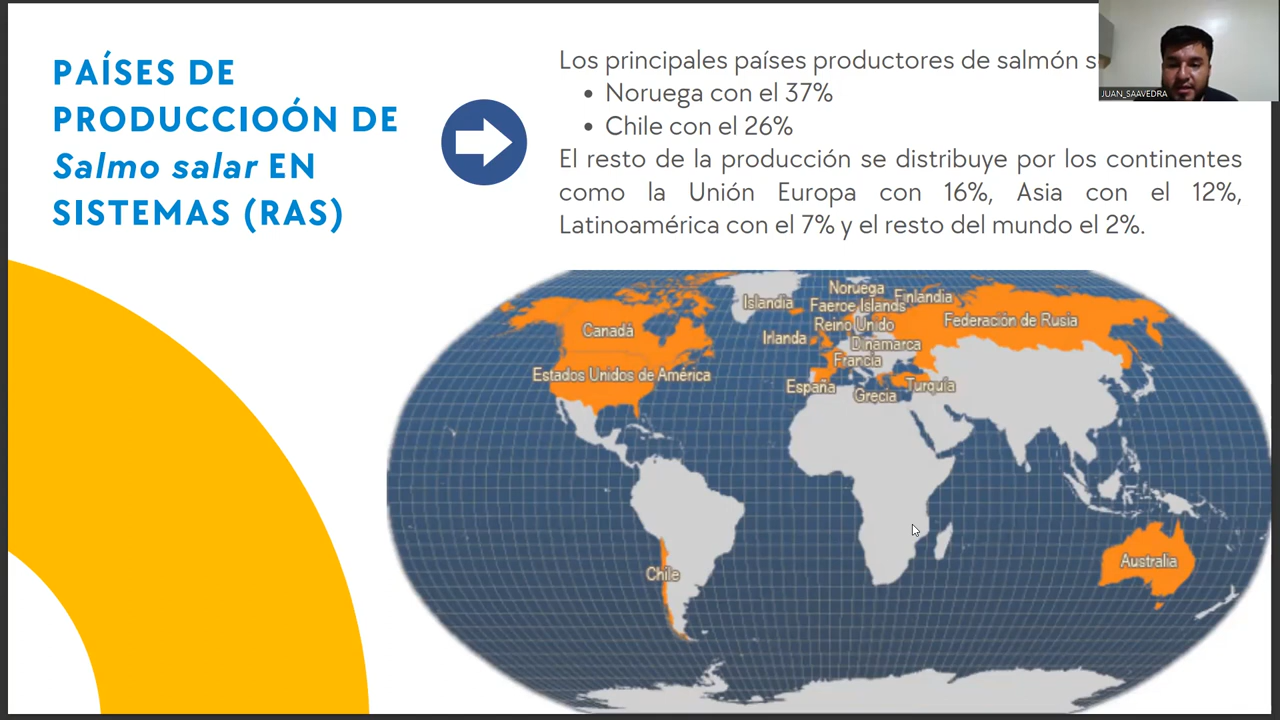 PAÍSES DE
PRODUCCIOÓN DE
Salmo salar EN
SISTEMAS (RAS)
Los principales países productores de salmón s
• Noruega con el 37%
• Chile con el 26%
El resto de la producción se distribuye por los continentes
como la Unión Europa con 16%, Asia con el 12%,
Latinoamérica con el 7% y el resto del mundo el 2%.
JUAN_SAAVEDRA
Islandia
Noruega
Finlandia
Faeroe Islands
Reino Unido
Federación de Rusia
Canadá
Irlanda
Dinamarca
Francia
Estados Unidos de América
España
Grecia
Turquía
Chile
Australia